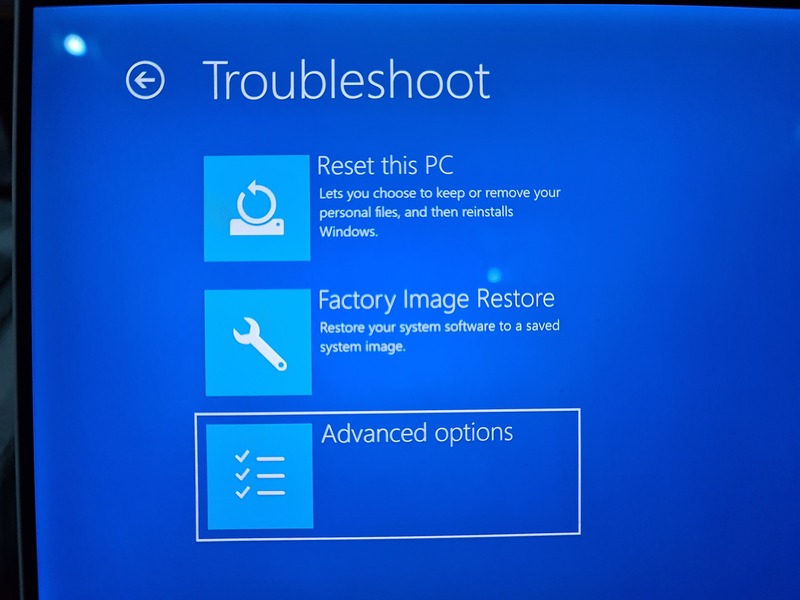 Troubleshoot
Reset this PC
Lets you choose to keep or remove your
personal files, and then reinstalls
Windows.
Factory Image Restore
Restore your system software to a saved
system image.
Advanced options